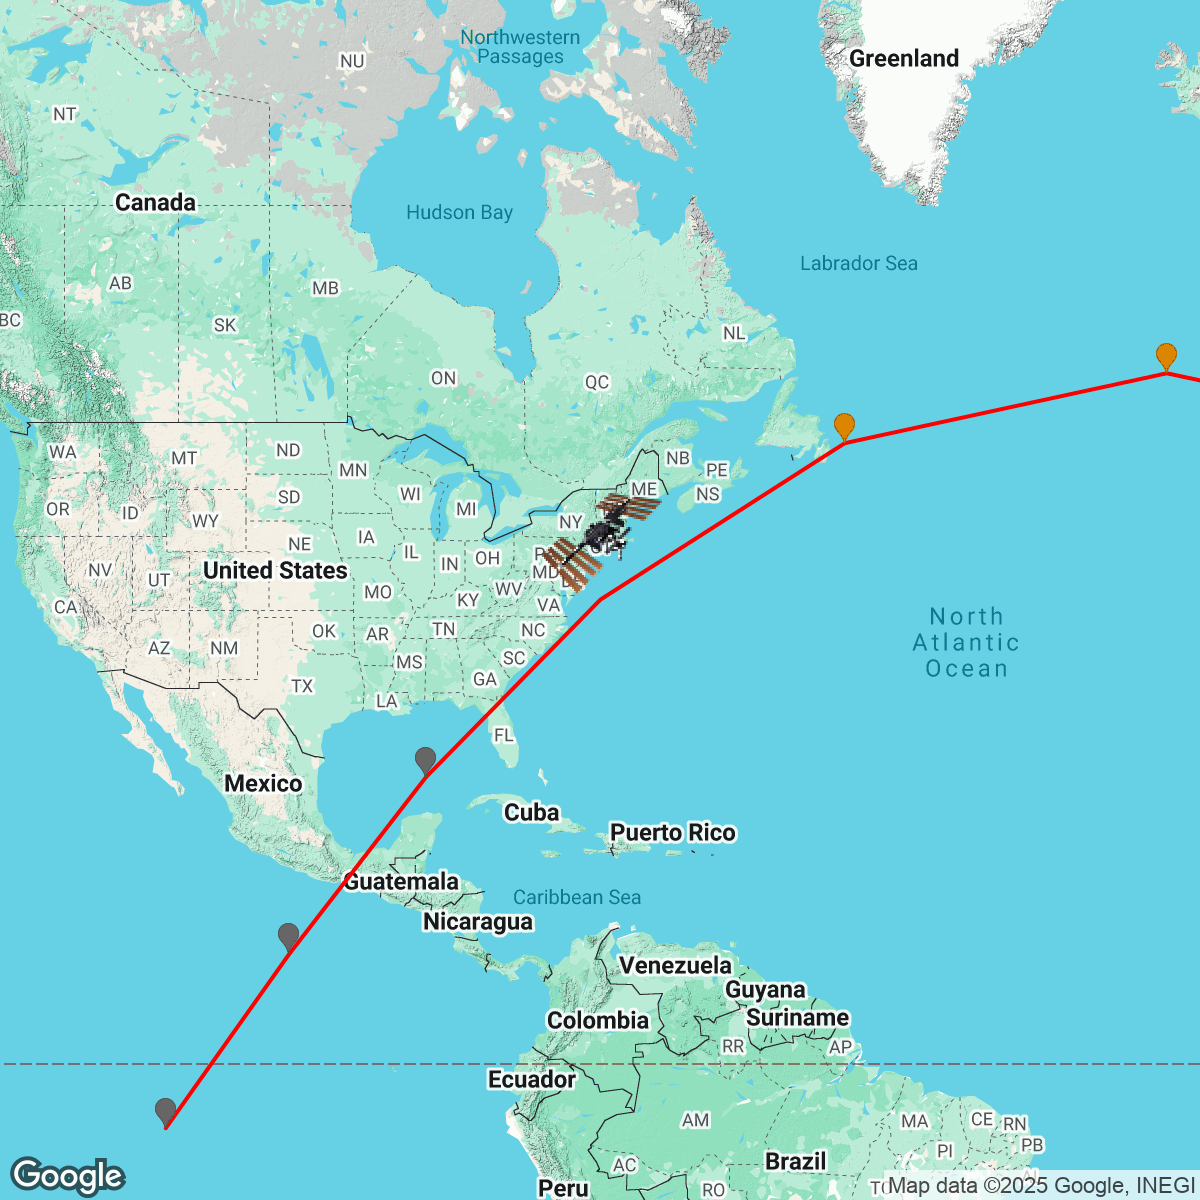 Northwestern
Passages
Greenland
NU
NT
Canada
Hudson Bay
Labrador Sea
AB
MB
BC
SK
NL
ON
QC
WA
MT
ND
MN
NB
PE
ME
NS
OR
ID
SD
WI
MI
WY
NY
NE
IA
IL
IN
OH
NV
UT
United States
MD
MO
WV
KY
VA
CA
North
Atlantic
Ocean
AZ
NM
OK
AR
TN
NC
MS
SC
GA
TX
LA
FL
Mexico
Cuba
Puerto Rico
Guatemala
Caribbean Sea
Nicaragua
Venezuela
Guyana
Colombia
Suriname
RR
AP
Ecuador
AM
MA
CE
RN
PB
PI
AC
Brazil
Peru
RO
Google
Map data ©2025 Google, INEGI